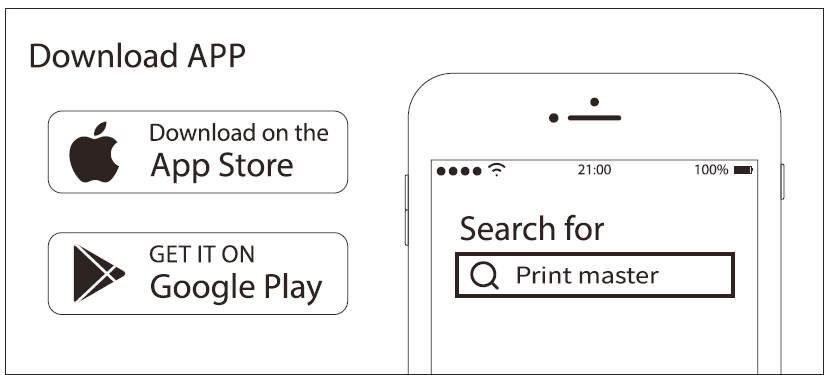 Download APP
Download on the
App Store
GET IT ON
Google Play
21:00
100%
Search for
Print master